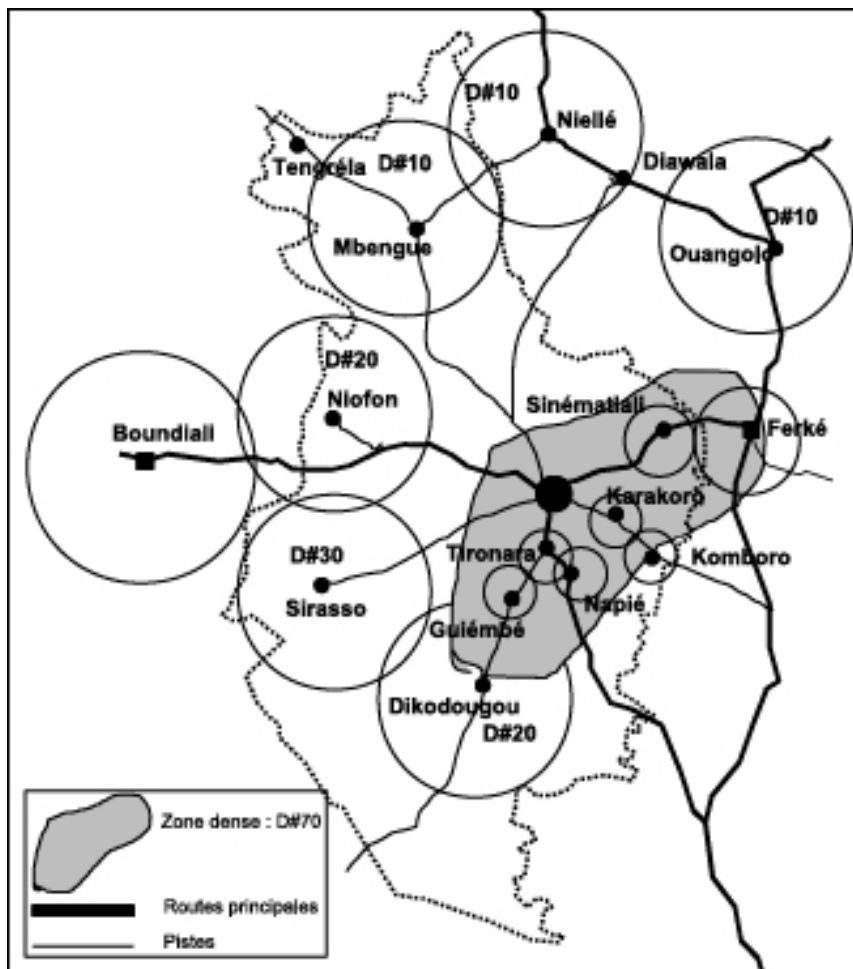 D#10
Niellé
Tengréla
D#10
Diawala
D#10
Mbengue
Ouangolo
D#20
Niofon
Sinématiali
Boundiali
Ferké
Karakoro
D#30
Tironara
Komboro
Sirasso
Napié
Guiémbé
Dikodougou
D#20
Zone dense : D#70
Routes principales
Pistes